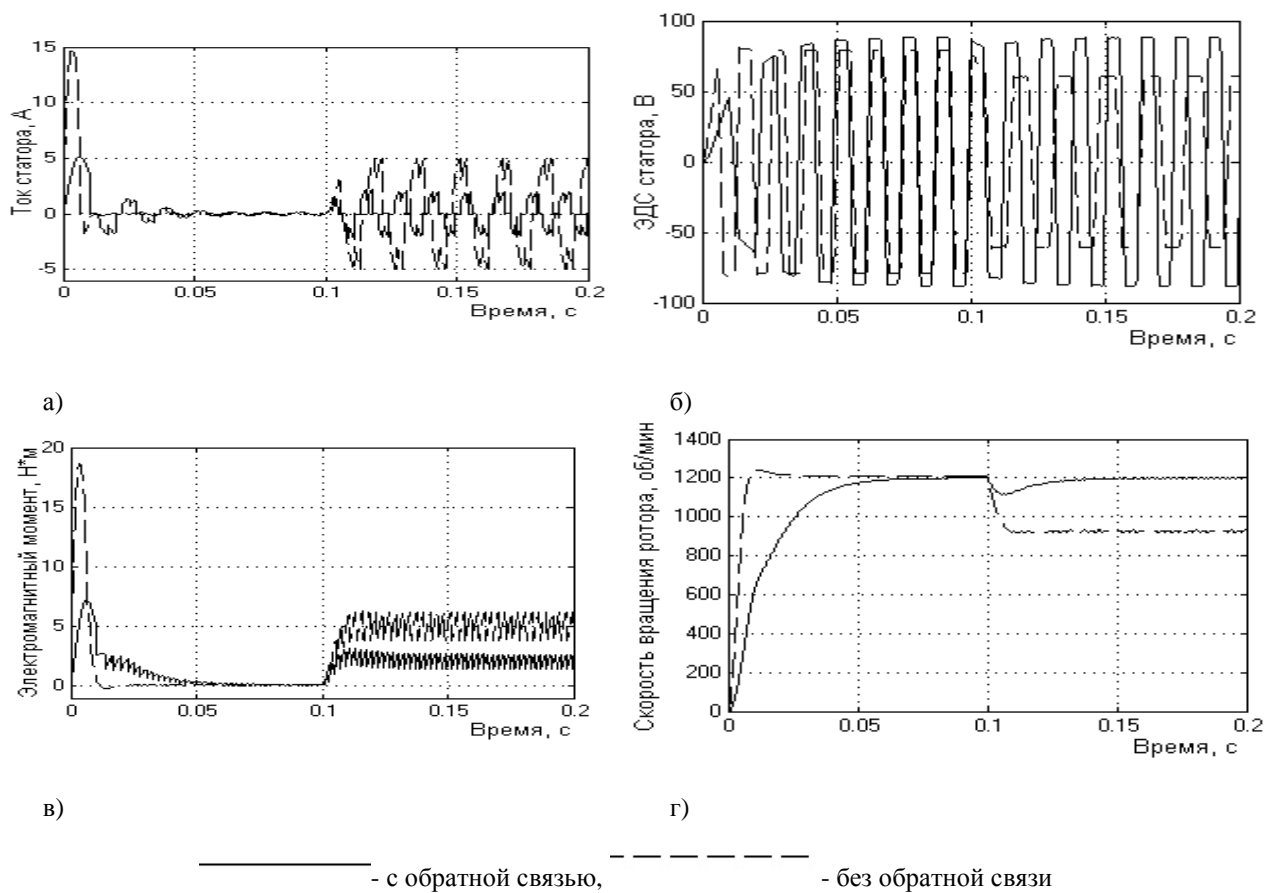 15
10
5
0
-5
Ток статора, А
0 0.05 0.1 0.15 0.2
Время, с
100
50
0
-50
-100
ЭДС статора, В
0 0.05 0.1 0.15 0.2
Время, с
а) б)
20
15
10
5
0
Электромагнитный момент, Н*м
0 0.05 0.1 0.15 0.2
Время, с
1400
1200
1000
800
600
400
200
0
Скорость вращения ротора, об/мин
0 0.05 0.1 0.15 0.2
Время, с
в) г)
- с обратной связью, - без обратной связи